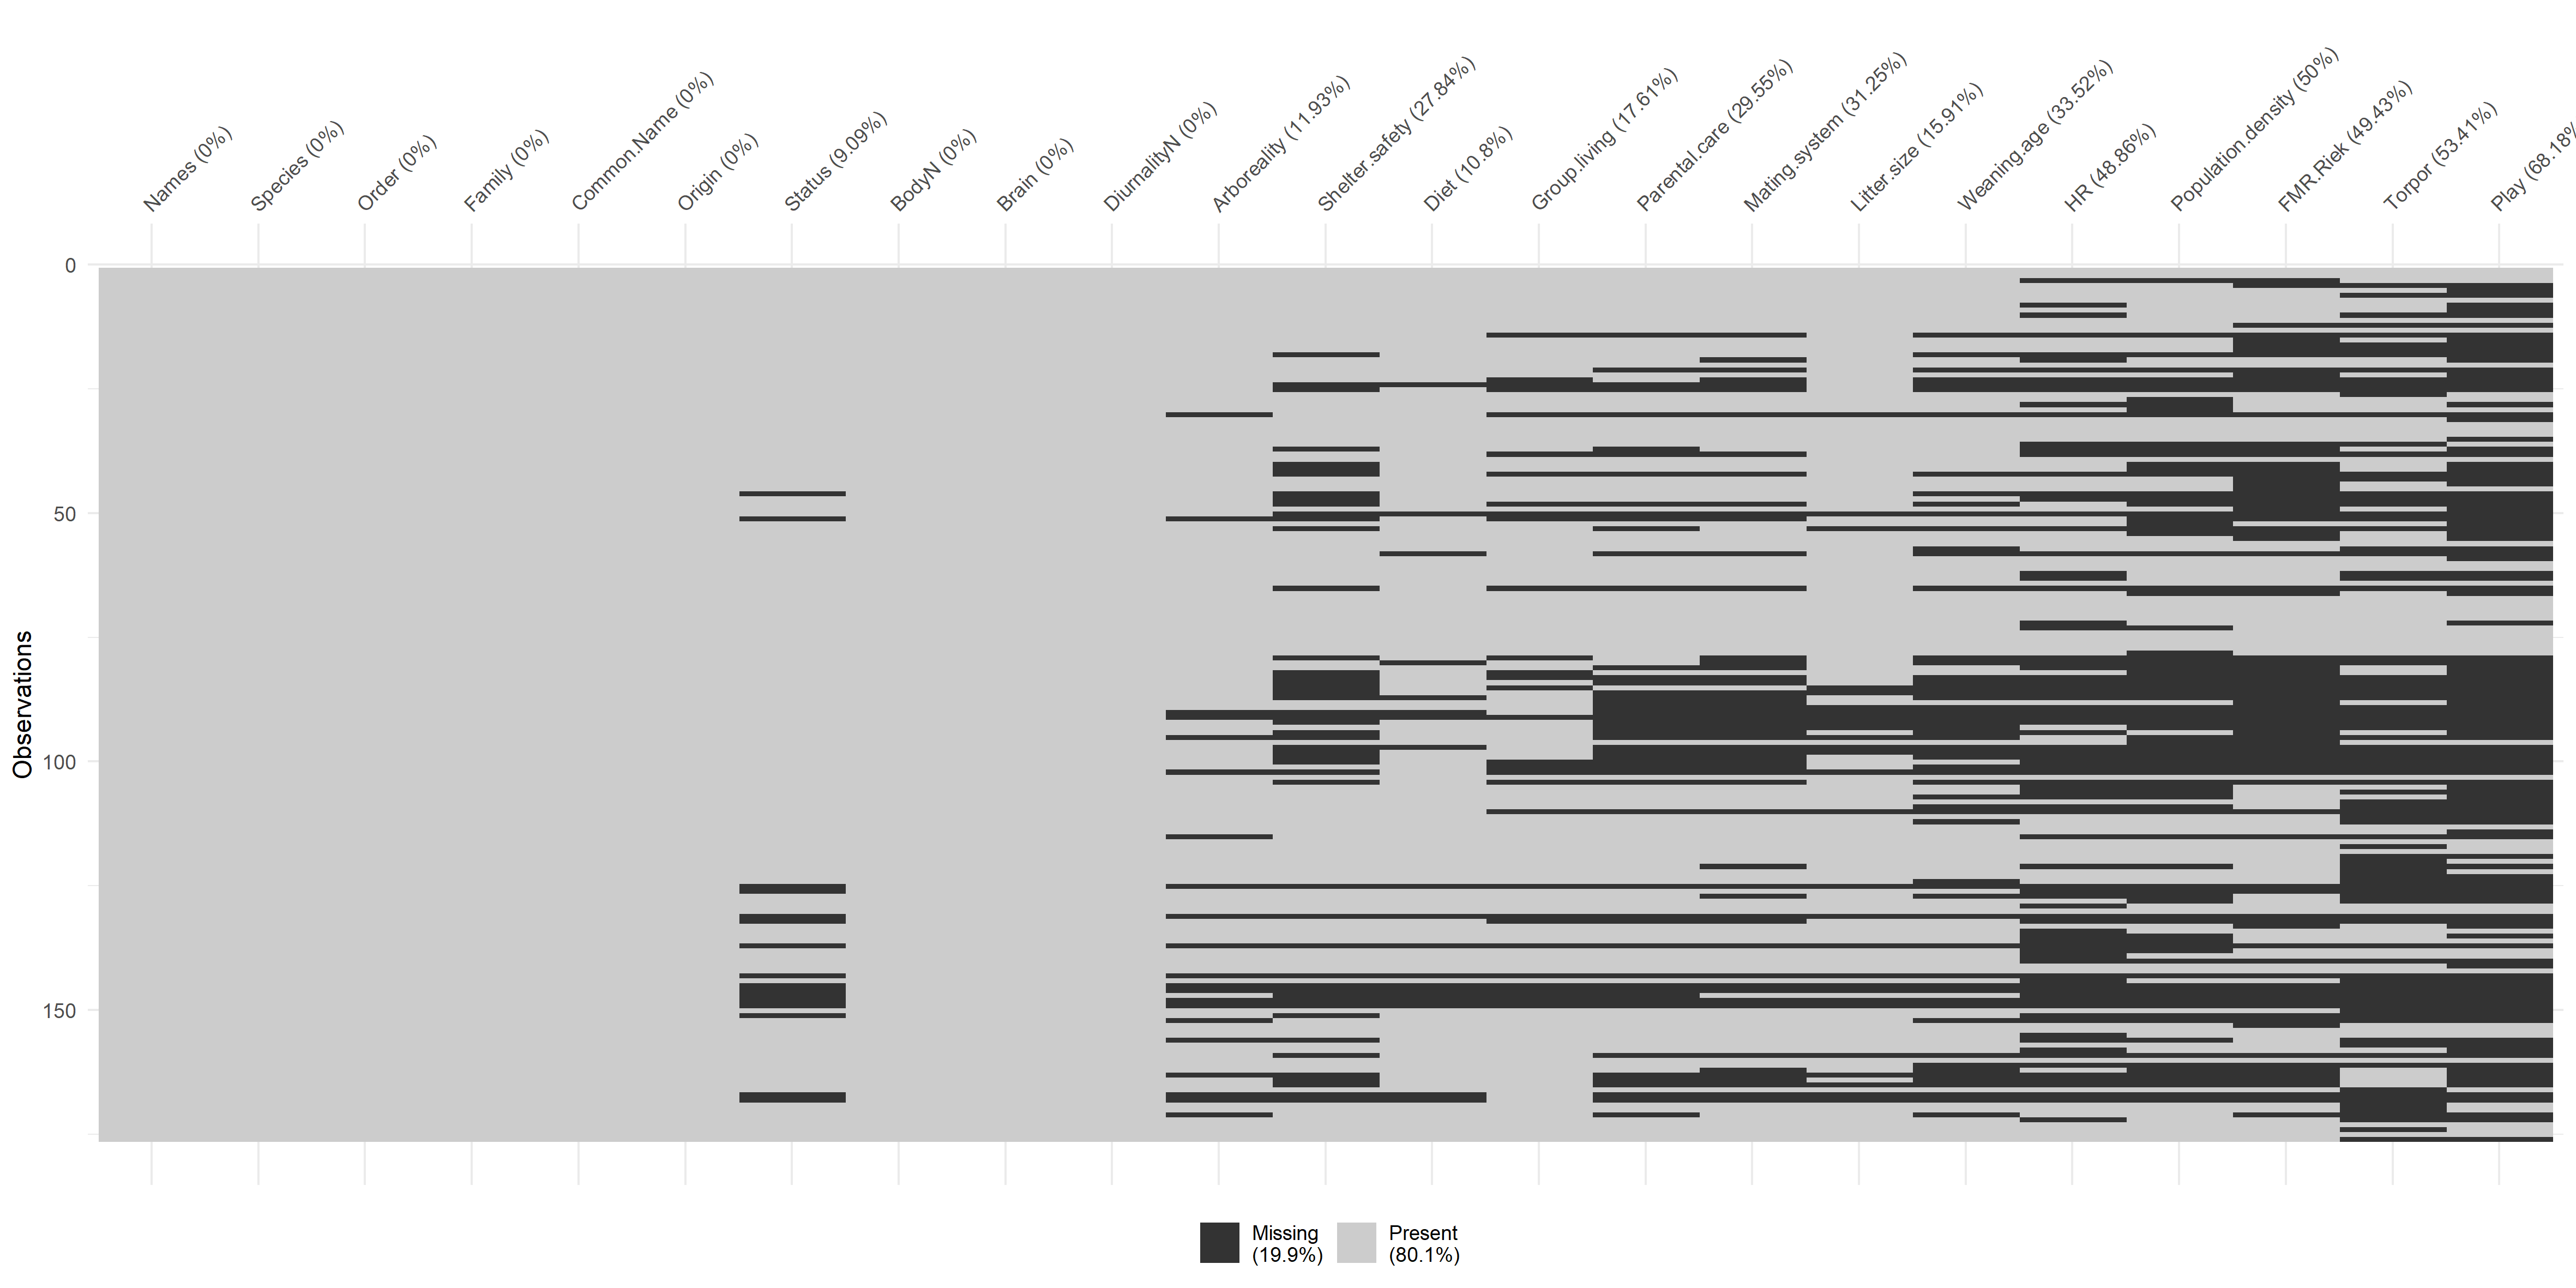 Names (0%)
Species (0%)
Order (0%)
Family (0%)
Common.Name (0%)
Origin (0%)
Status (9.09%)
BodyN (0%)
Brain (0%)
DiurnalityN (0%)
Arboreality (11.93%)
Shelter.safety (27.84%)
Diet (10.8%)
Group.living (17.61%)
Parental.care (29.55%)
Mating.system (31.25%)
Litter.size (15.91%)
Weaning.age (33.52%)
HR (48.86%)
Population.density (50%)
FMR.Riek (49.43%)
Torpor (53.41%)
Play (68.18%
0
50
100
150
Observations
Missing
(19.9%)
Present
(80.1%)